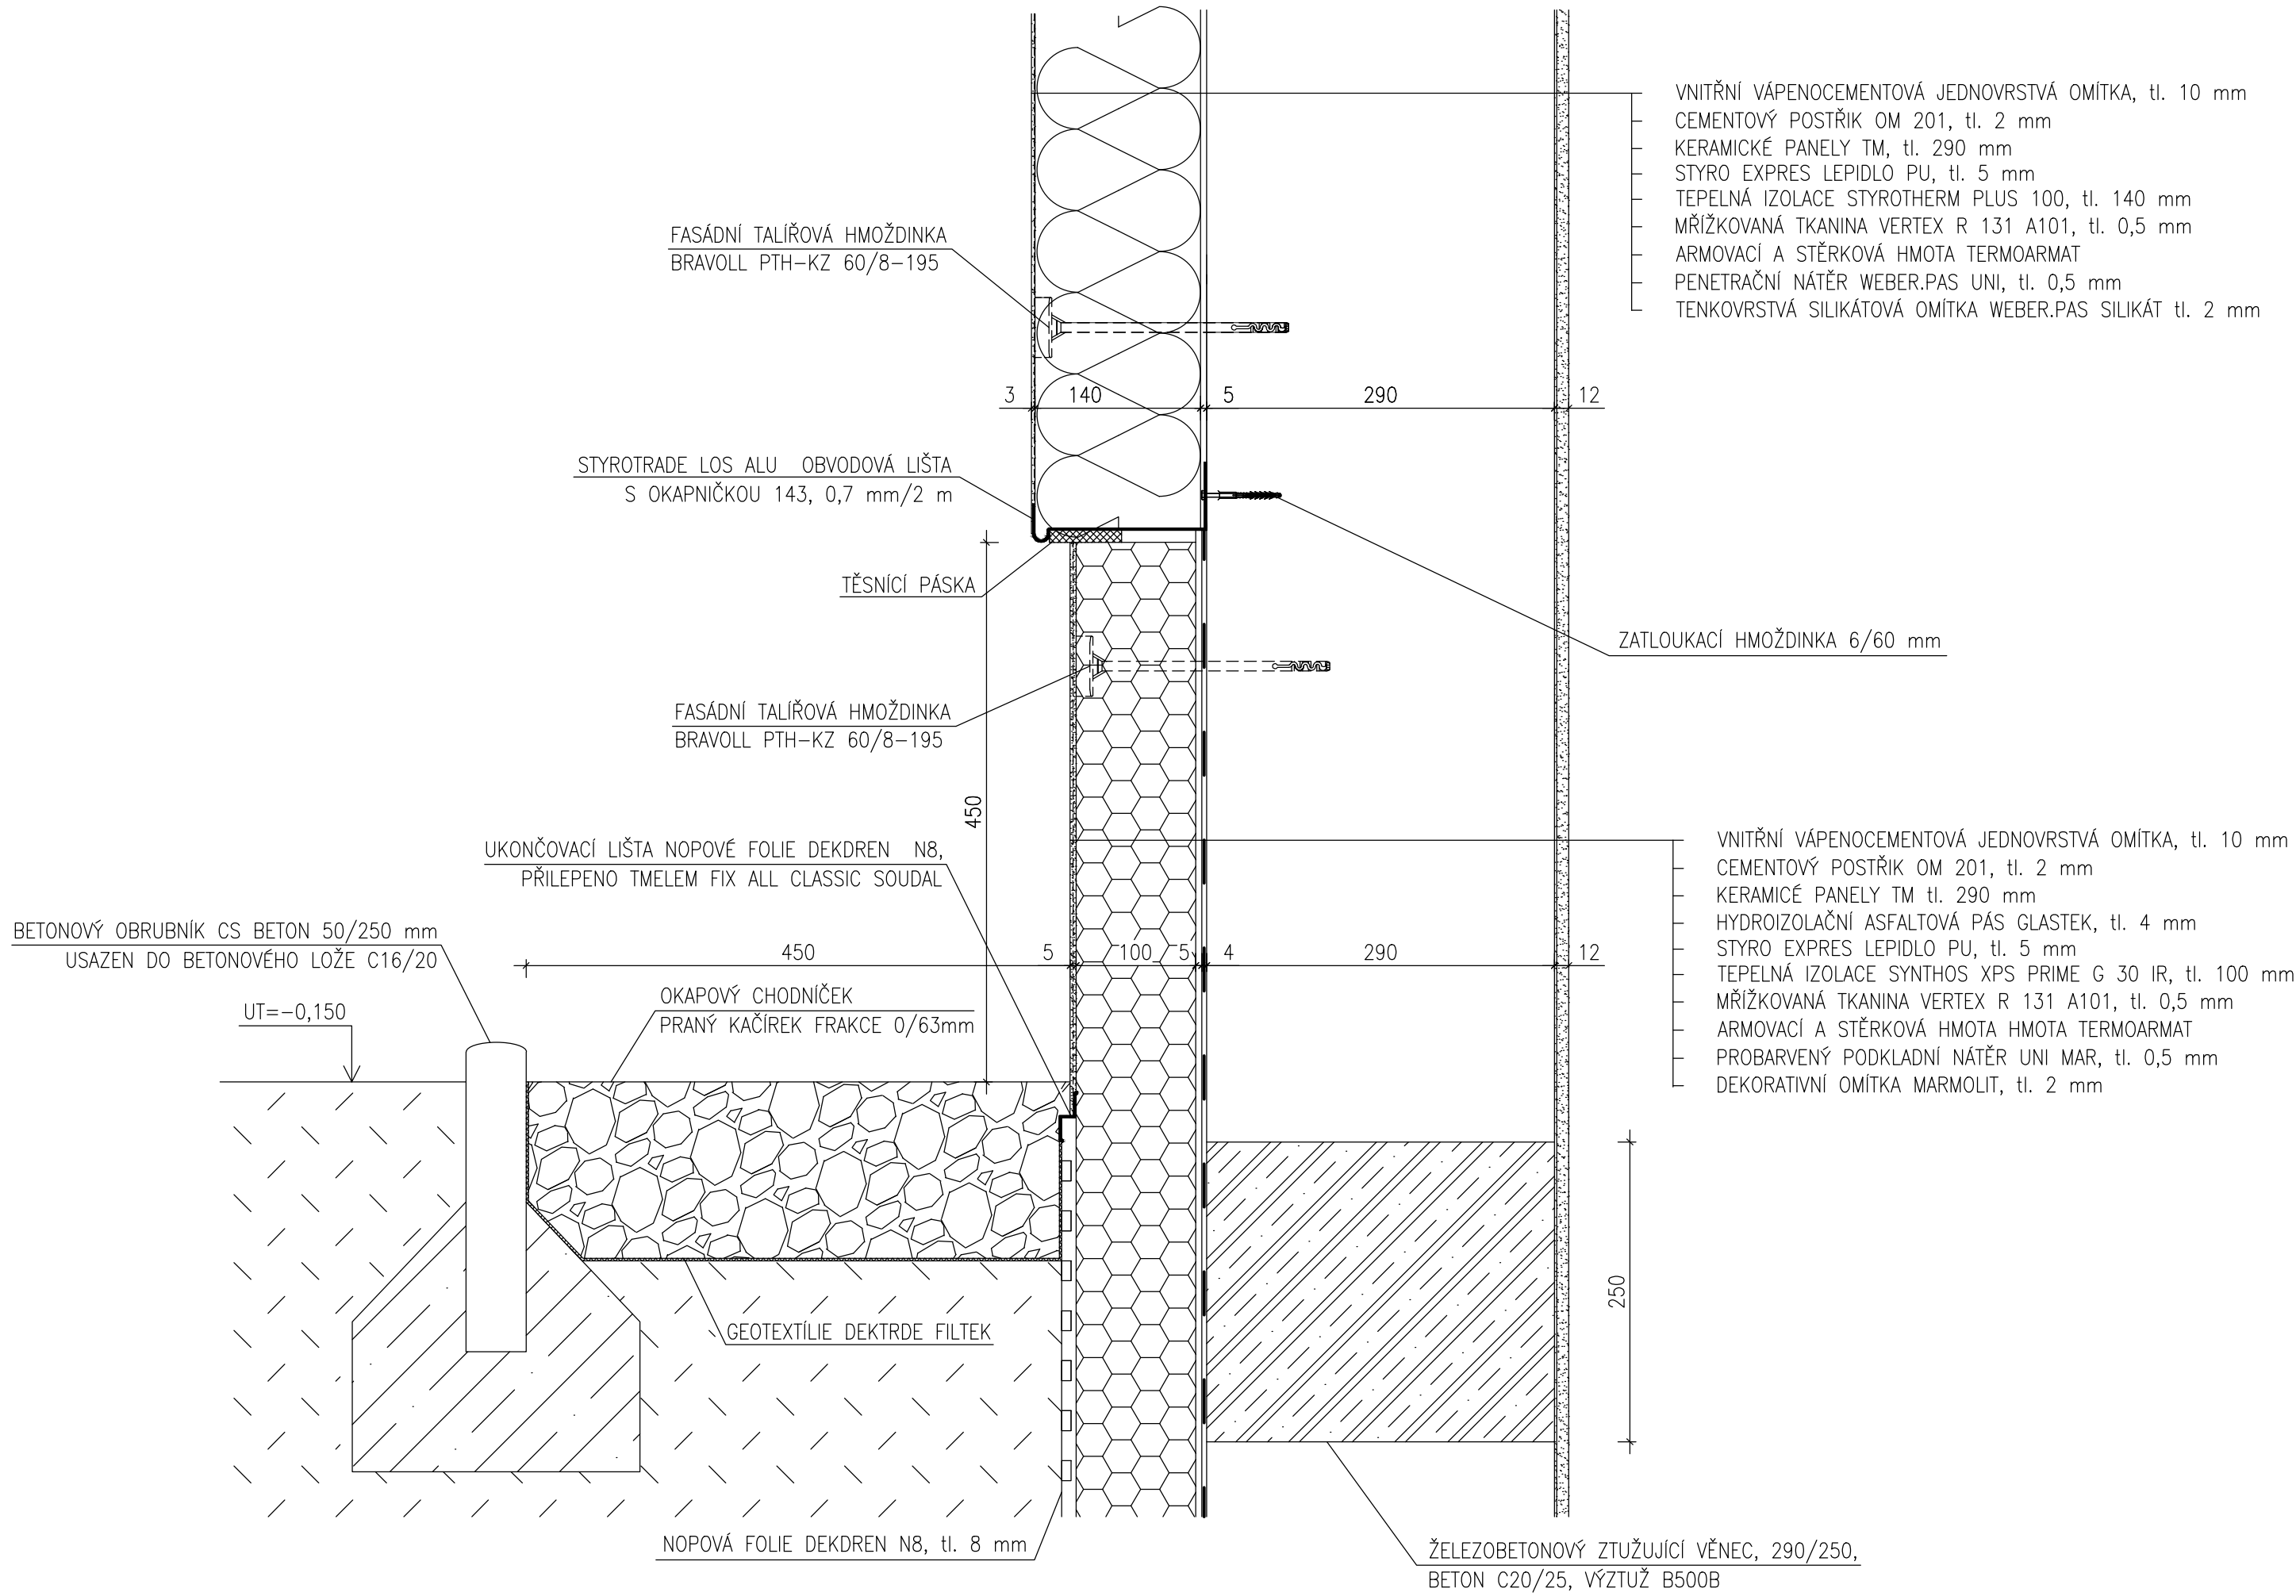 VNITŘNÍ VÁPENOCEMENTOVÁ JEDNOVRSTVÁ OMÍTKA, tl. 10 mm
CEMENTOVÝ POSTŘIK OM 201, tl. 2 mm
KERAMICKÉ PANELY TM, tl. 290 mm
STYRO EXPRES LEPIDLO PU, tl. 5 mm
TEPELNÁ IZOLACE STYROTHERM PLUS 100, tl. 140 mm
MŘÍŽKOVANÁ TKANINA VERTEX R 131 A101, tl. 0,5 mm
ARMOVACÍ A STĚRKOVÁ HMOTA TERMOARMAT
PENETRAČNÍ NÁTĚR WEBER.PAS UNI, tl. 0,5 mm
TENKOVRSTVÁ SILIKÁTOVÁ OMÍTKA WEBER.PAS SILIKÁT tl. 2 mm
FASÁDNÍ TALÍŘOVÁ HMOŽDINKA
BRAVOLL PTH-KZ 60/8-195
3 140 5 290 12
STYROTRADE LOS ALU OBVODOVÁ LIŠTA
S OKAPNIČKOU 143, 0,7 mm/2 m
TĚSNÍCÍ PÁSKA
ZATLOUKACÍ HMOŽDINKA 6/60 mm
FASÁDNÍ TALÍŘOVÁ HMOŽDINKA
BRAVOLL PTH-KZ 60/8-195
450
UKONČOVACÍ LIŠTA NOPOVÉ FOLIE DEKDREN N8,
PŘILEPENO TMELEM FIX ALL CLASSIC SOUDAL
VNITŘNÍ VÁPENOCEMENTOVÁ JEDNOVRSTVÁ OMÍTKA, tl. 10 mm
CEMENTOVÝ POSTŘIK OM 201, tl. 2 mm
KERAMICÉ PANELY TM tl. 290 mm
HYDROIZOLAČNÍ ASFALTOVÁ PÁS GLASTEK, tl. 4 mm
STYRO EXPRES LEPIDLO PU, tl. 5 mm
TEPELNÁ IZOLACE SYNTHOS XPS PRIME G 30 IR, tl. 100 mm
MŘÍŽKOVANÁ TKANINA VERTEX R 131 A101, tl. 0,5 mm
ARMOVACÍ A STĚRKOVÁ HMOTA HMOTA TERMOARMAT
PROBARVENÝ PODKLADNÍ NÁTĚR UNI MAR, tl. 0,5 mm
DEKORATIVNÍ OMÍTKA MARMOLIT, tl. 2 mm
BETONOVÝ OBRUBNÍK CS BETON 50/250 mm
USAZEN DO BETONOVÉHO LOŽE C16/20
450 5 100 5 4 290 12
OKAPOVÝ CHODNÍČEK
PRANÝ KAČÍREK FRAKCE 0/63mm
UT=-0,150
250
GEOTEXTÍLIE DEKTRDE FILTEK
NOPOVÁ FOLIE DEKDREN N8, tl. 8 mm
ŽELEZOBETONOVÝ ZTUŽUJÍCÍ VĚNEC, 290/250,
BETON C20/25, VÝZTUŽ B500B